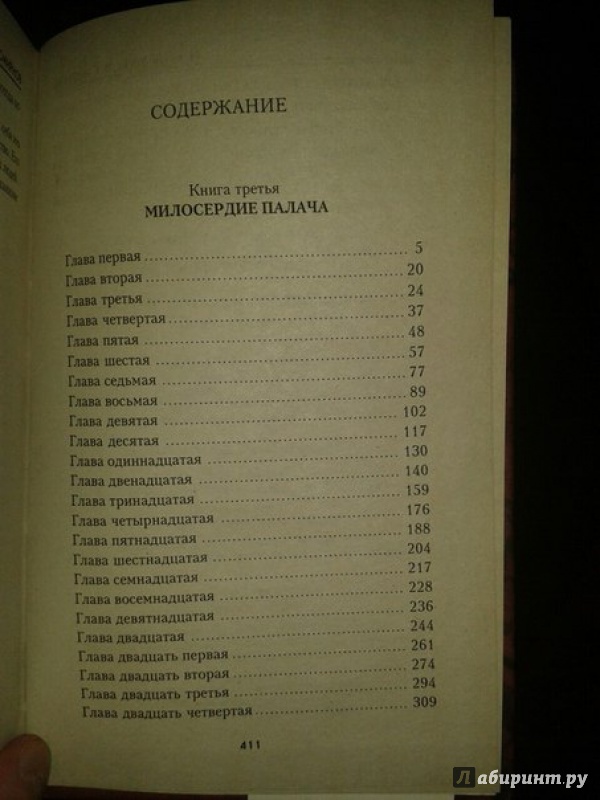 СОДЕРЖАНИЕ
Книга третья
МИЛОСЕРДИЕ ПАЛАЧА
Глава первая 5
Глава вторая 20
Глава третья 24
Глава четвертая 37
Глава пятая 48
Глава шестая 57
Глава седьмая 77
Глава восьмая 89
Глава девятая 102
Глава десятая 117
Глава одиннадцатая 130
Глава двенадцатая 140
Глава тринадцатая 159
Глава четырнадцатая 176
Глава пятнадцатая 188
Глава шестнадцатая 204
Глава семнадцатая 217
Глава восемнадцатая 228
Глава девятнадцатая 236
Глава двадцатая 244
Глава двадцать первая 261
Глава двадцать вторая 274
Глава двадцать третья 294
Глава двадцать четвертая 309
411
Лабиринт.ру